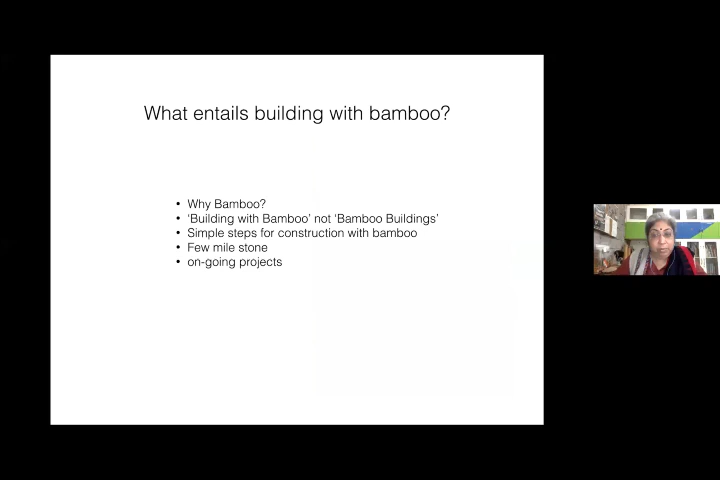 What entails building with bamboo?
• Why Bamboo?
• 'Building with Bamboo' not 'Bamboo Buildings'
• Simple steps for construction with bamboo
• Few mile stone
• on-going projects